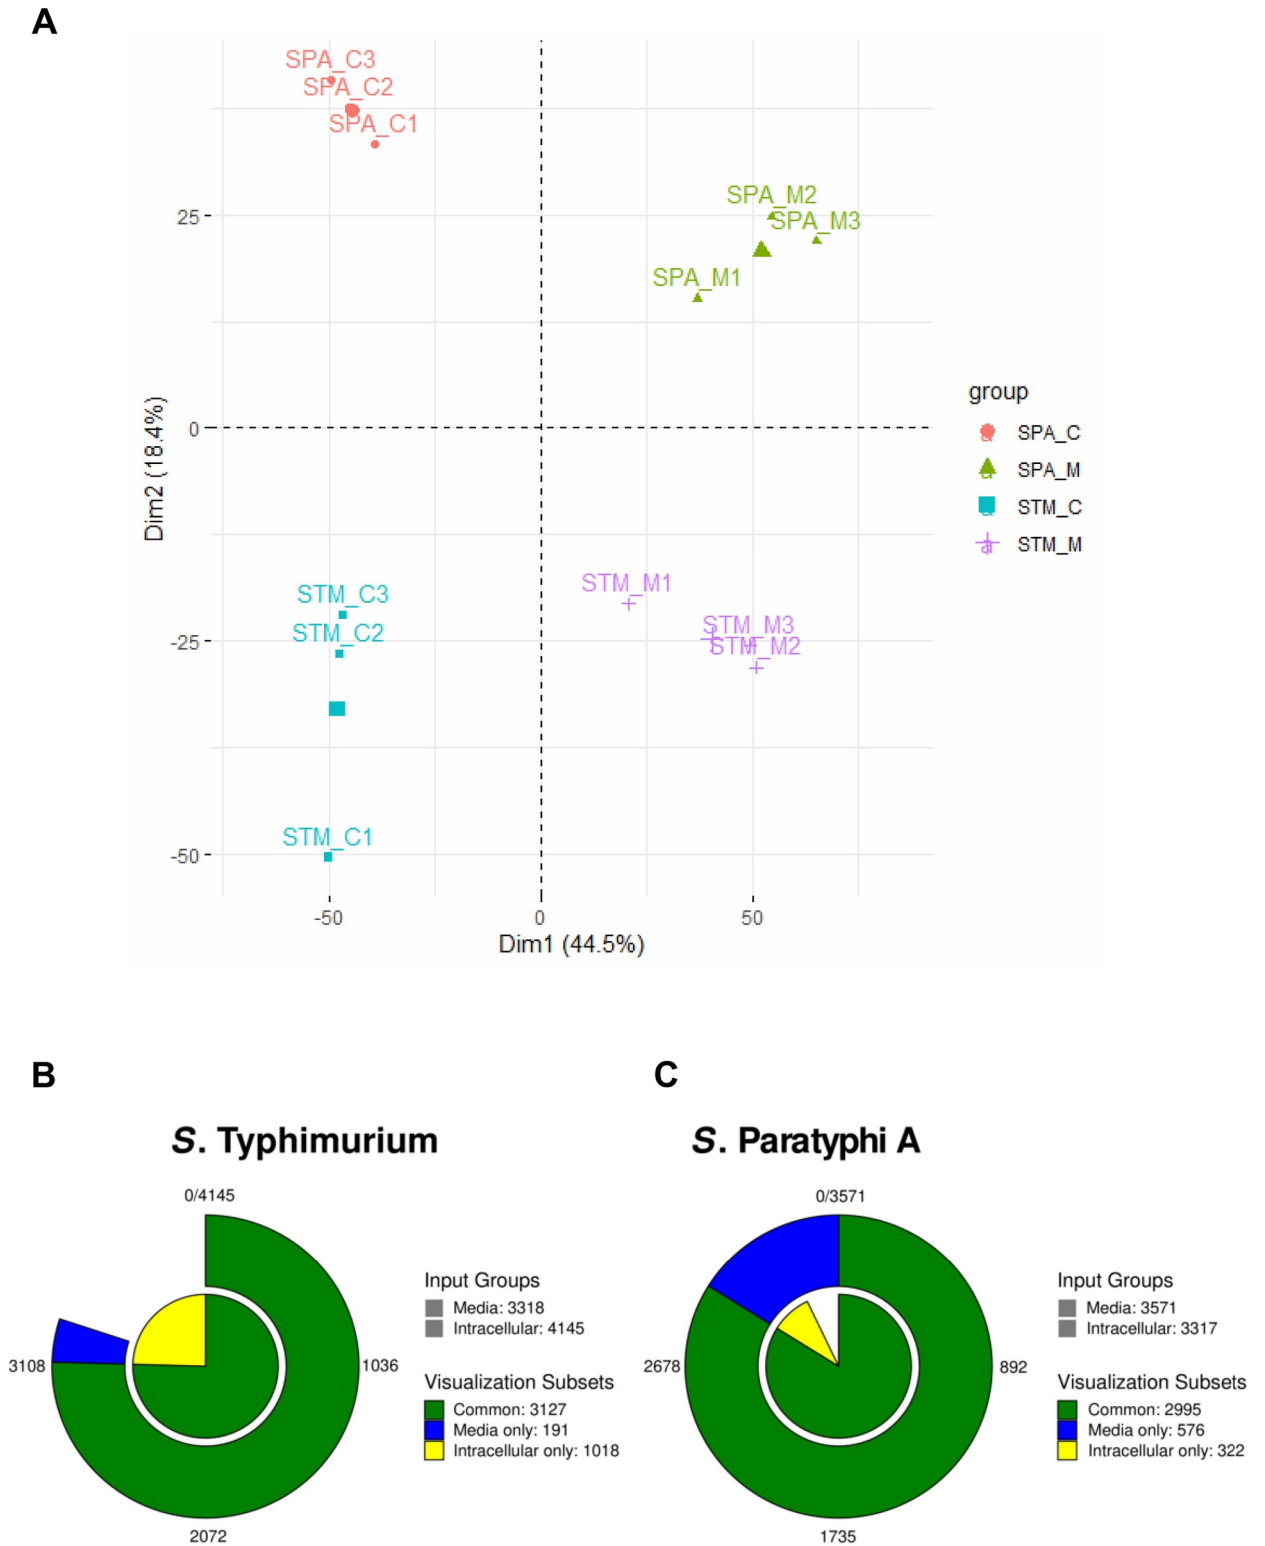 A
SPA_C3
SPA_C2
SPA_C1
SPA_M2
SPA_M3
SPA_M1
STM_C3
STM_C2
STM_C1
STM_M1
STM_M3
STM_M2
25
0
-25
-50
Dim2 (18.4%)
-50
0
50
Dim1 (44.5%)
group
a SPA_C
a SPA_M
a STM_C
a STM_M
B
S. Typhimurium
0/4145
3108
1036
2072
Input Groups
Media: 3318
Intracellular: 4145
Visualization Subsets
Common: 3127
Media only: 191
Intracellular only: 1018
C
S. Paratyphi A
0/3571
2678
892
1735
Input Groups
Media: 3571
Intracellular: 3317
Visualization Subsets
Common: 2995
Media only: 576
Intracellular only: 322